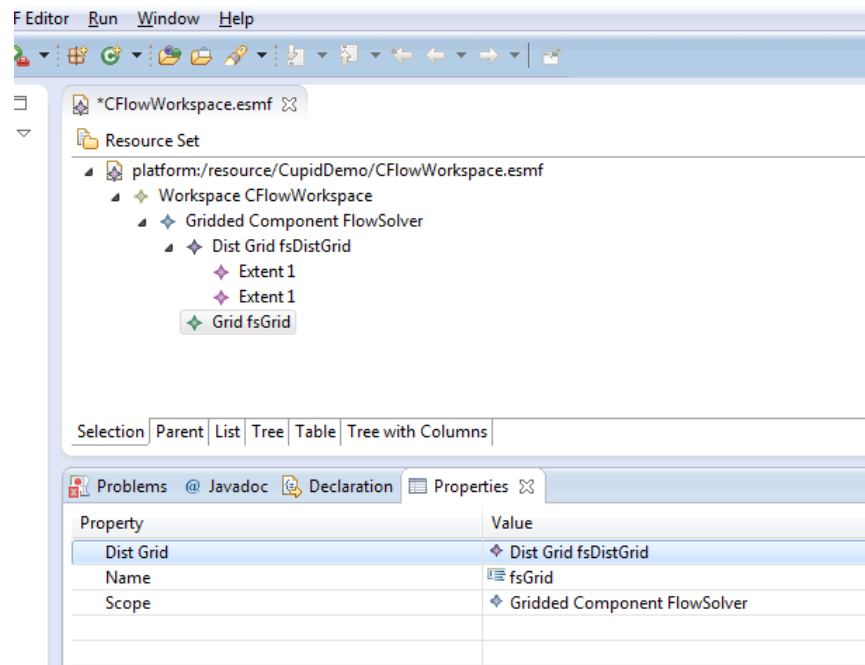 F Editor Run Window Help
*CFlowWorkspace.esmf
Resource Set
platform:/resource/CupidDemo/CFlowWorkspace.esmf
Workspace CFlowWorkspace
Gridded Component FlowSolver
Dist Grid fsDistGrid
Extent 1
Extent 1
Grid fsGrid
Selection Parent List Tree Table Tree with Columns
Problems @ Javadoc Declaration Properties
Property Value
Dist Grid Dist Grid fsDistGrid
Name fsGrid
Scope Gridded Component FlowSolver